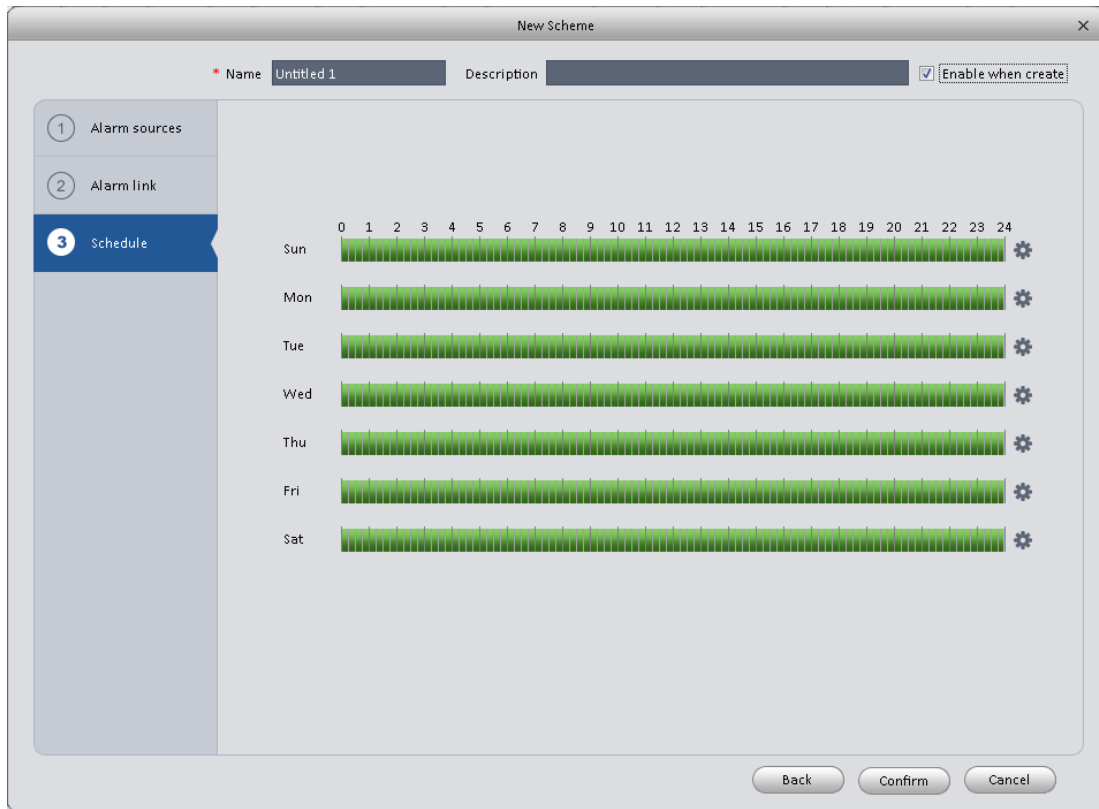 New Scheme
* Name Untitled 1 Description Enable when create
1 Alarm sources
2 Alarm link
3 Schedule
0 1 2 3 4 5 6 7 8 9 10 11 12 13 14 15 16 17 18 19 20 21 22 23 24
Sun
Mon
Tue
Wed
Thu
Fri
Sat
Back Confirm Cancel